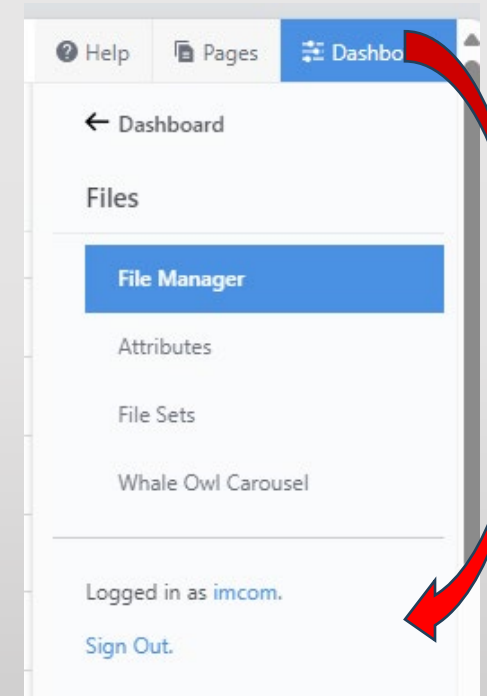 Help Pages Dashbo
Dashboard
Files
File Manager
Attributes
File Sets
Whale Owl Carousel
Logged in as imcom.
Sign Out.